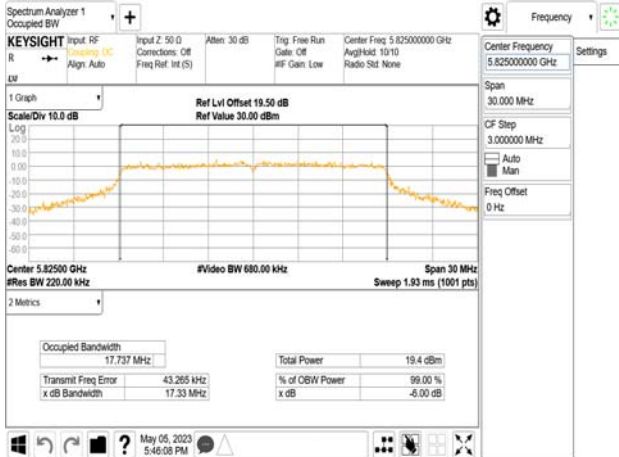 Spectrum Analyzer 1
Occupied BW
Frequency
KEYSIGHT
R
Input: RF
Coupling: DC
Align: Auto
Input Z: 50 Ω
Corrections: Off
Freq Ref: Int (S)
Atten: 30 dB
Trig: Free Run
Gate: Off
#IF Gain: Low
Center Freq: 5.825000000 GHz
Avg|Hold: 10/10
Radio Std: None
Center Frequency
5.825000000 GHz
Settings
Span
30.000 MHz
CF Step
3.000000 MHz
Auto
Man
Freq Offset
0 Hz
1 Graph
Scale/Div 10.0 dB
Ref Lvl Offset 19.50 dB
Ref Value 30.00 dBm
Log
20.0
10.0
0.00
-10.0
-20.0
-30.0
-40.0
-50.0
-60.0
Center 5.82500 GHz
#Res BW 220.00 kHz
#Video BW 680.00 kHz
Span 30 MHz
Sweep 1.93 ms (1001 pts)
2 Metrics
Occupied Bandwidth
17.737 MHz
Total Power 19.4 dBm
Transmit Freq Error 43.265 kHz
% of OBW Power 99.00 %
x dB Bandwidth 17.33 MHz
x dB -6.00 dB
May 05, 2023
5:46:08 PM